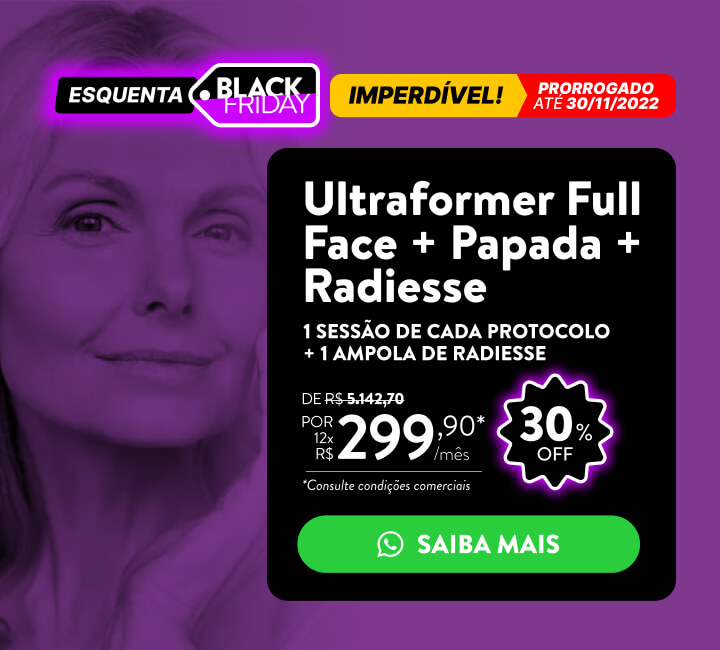 ESQUENTA
BLACK
FRIDAY
IMPERDÍVEL!
PRORROGADO
ATÉ 30/11/2022
Ultraformer Full
Face + Papada +
Radiesse
1 SESSÃO DE CADA PROTOCOLO
+ 1 AMPOLA DE RADIESSE
DE R$ 5.142,70
POR 12x R$ 299,90* /mês
30% OFF
*Consulte condições comerciais
SAIBA MAIS